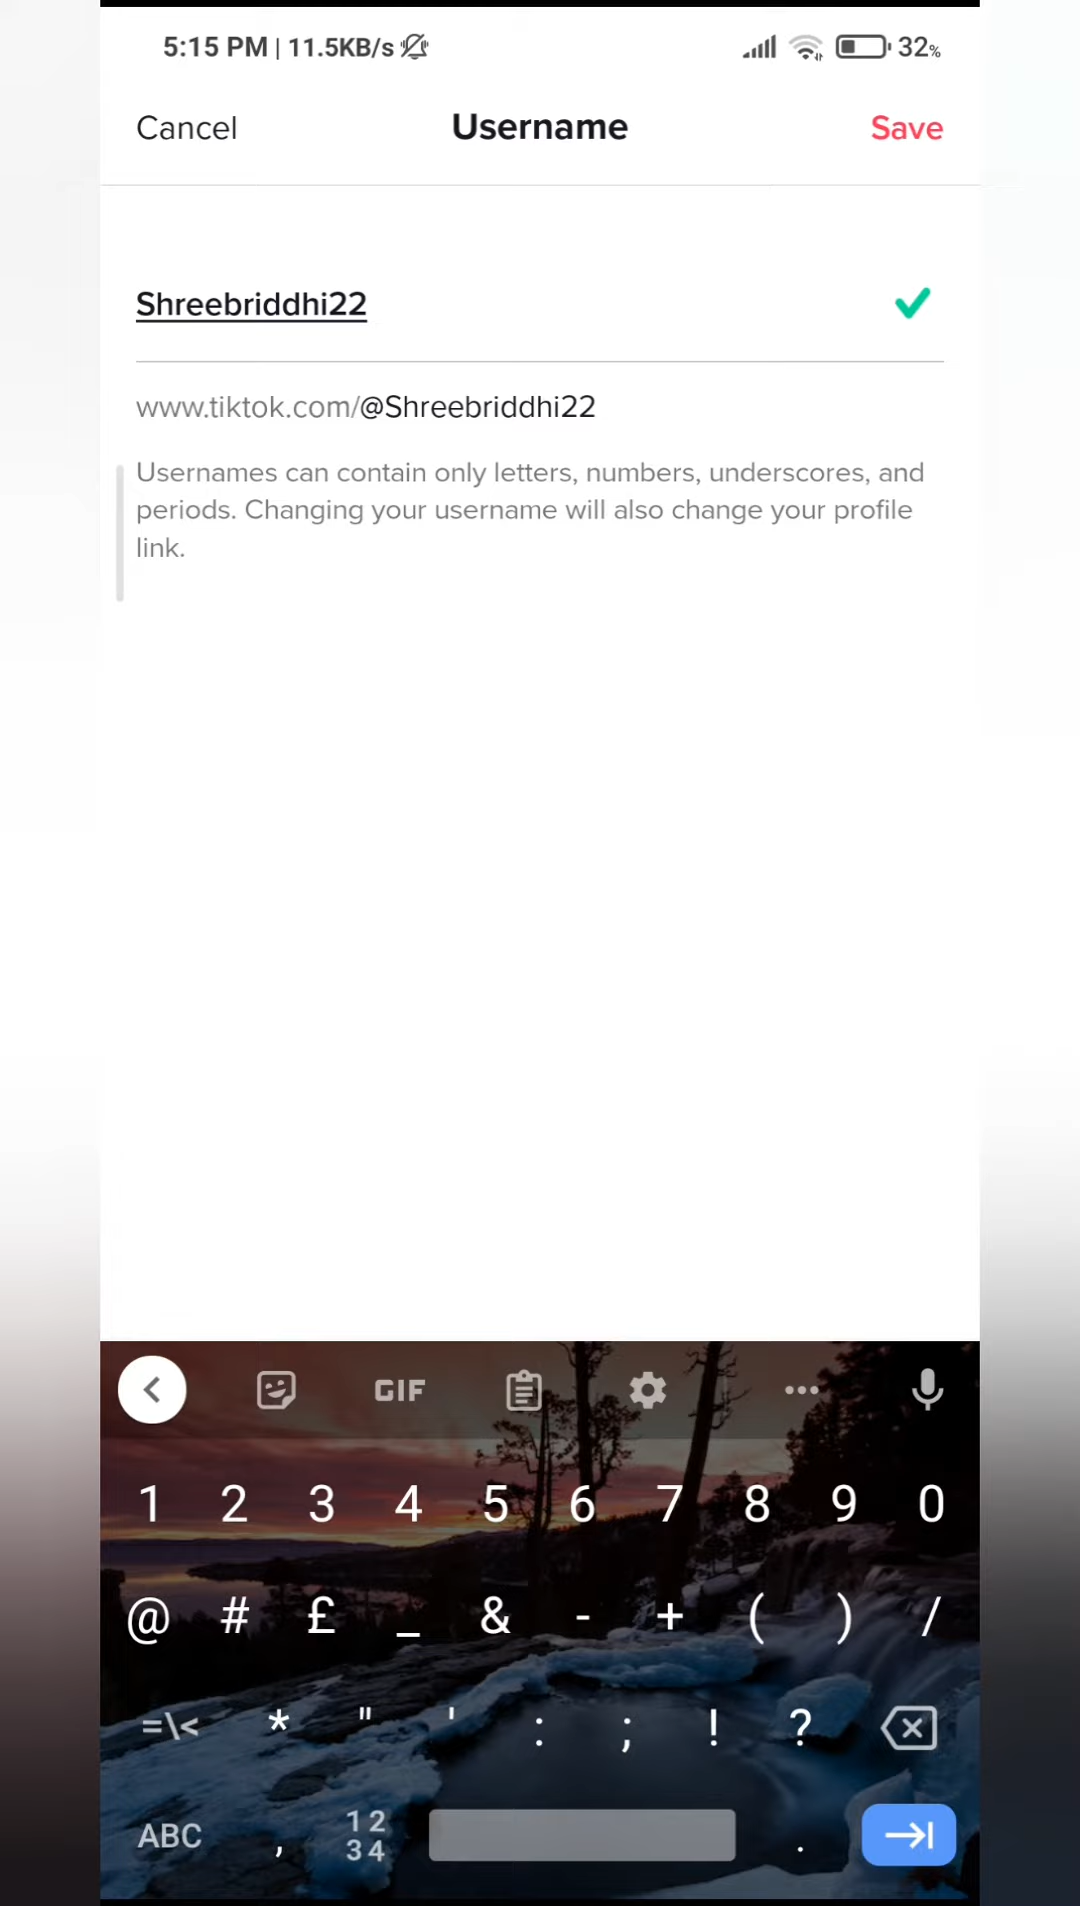 5:15 PM | 11.5KB/s 32%
Cancel Username Save
Shreebriddhi22
www.tiktok.com/@Shreebriddhi22
Usernames can contain only letters, numbers, underscores, and
periods. Changing your username will also change your profile
link.
GIF
1 2 3 4 5 6 7 8 9 0
@ # £ _ & - + ( ) /
=\< * " ' : ; ! ?
ABC , 12 34 .